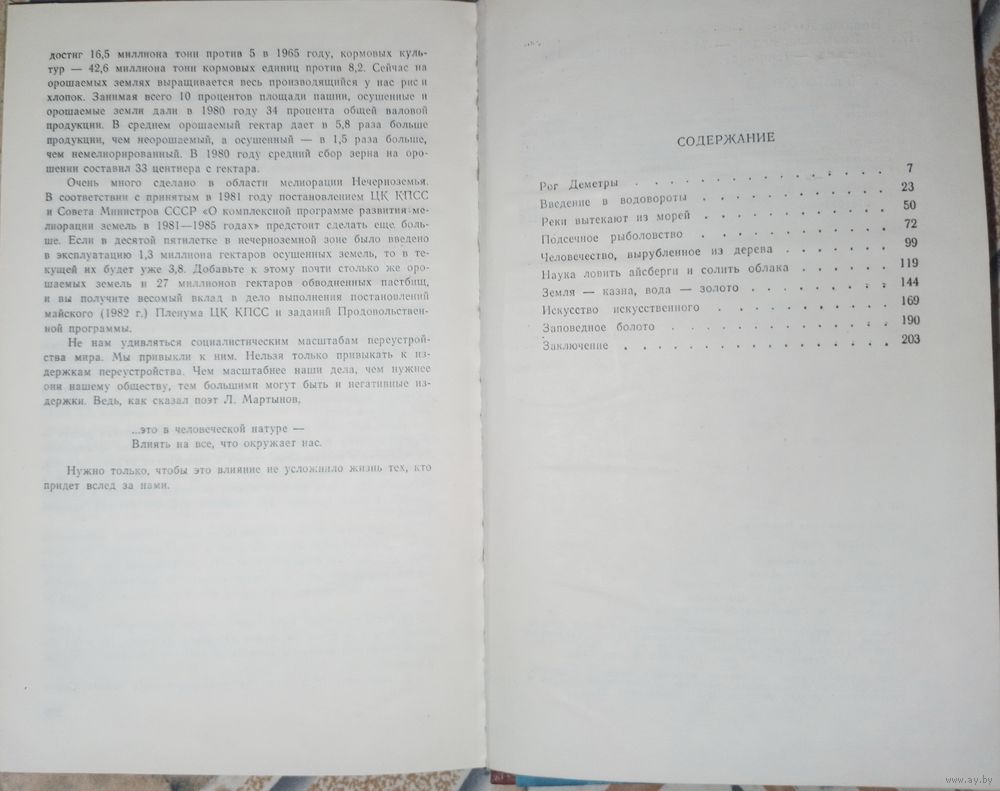 достиг 16,5 миллиона тонн против 5 в 1965 году, кормовых куль-
тур — 42,6 миллиона тонн кормовых единиц против 8,2. Сейчас на
орошаемых землях выращивается весь производящийся у нас рис и
хлопок. Занимая всего 10 процентов площади пашни, осушенные и
орошаемые земли дали в 1980 году 34 процента общей валовой
продукции. В среднем орошаемый гектар дает в 5,8 раза больше
продукции, чем неорошаемый, а осушенный — в 1,5 раза больше,
чем немелиорированный. В 1980 году средний сбор зерна на оро-
шении составил 33 центнера с гектара.
Очень много сделано в области мелиорации Нечерноземья.
В соответствии с принятым в 1981 году постановлением ЦК КПСС
и Совета Министров СССР «О комплексной программе развития ме-
лиорации земель в 1981—1985 годах» предстоит сделать еще боль-
ше. Если в десятой пятилетке в нечерноземной зоне было введено
в эксплуатацию 1,3 миллиона гектаров осушенных земель, то в те-
кущей их будет уже 3,8. Добавьте к этому почти столько же оро-
шаемых земель и 27 миллионов гектаров обводненных пастбищ,
и вы получите весомый вклад в дело выполнения постановлений
майского (1982 г.) Пленума ЦК КПСС и заданий Продовольствен-
ной программы.
Не нам удивляться социалистическим масштабам переустрой-
ства мира. Мы привыкли к ним. Нельзя только привыкать к из-
держкам переустройства. Чем масштабнее наши дела, чем нужнее
они нашему обществу, тем большими могут быть и негативные из-
держки. Ведь, как сказал поэт Л. Мартынов,
...это в человеческой натуре —
Влиять на все, что окружает нас.
Нужно только, чтобы это влияние не усложнило жизнь тех, кто
придет вслед за нами.
СОДЕРЖАНИЕ
Рог Деметры . . . . . . . . . . . 7
Введение в водовороты . . . . . . . . 23
Реки вытекают из морей . . . . . . . . 50
Подсечное рыболовство . . . . . . . . 72
Человечество, вырубленное из дерева . . . . . 99
Наука ловить айсберги и солить облака . . . . . 119
Земля — казна, вода — золото . . . . . . . 144
Искусство искусственного . . . . . . . . 169
Заповедное болото . . . . . . . . . 190
Заключение . . . . . . . . . . . 203
www.ay.by